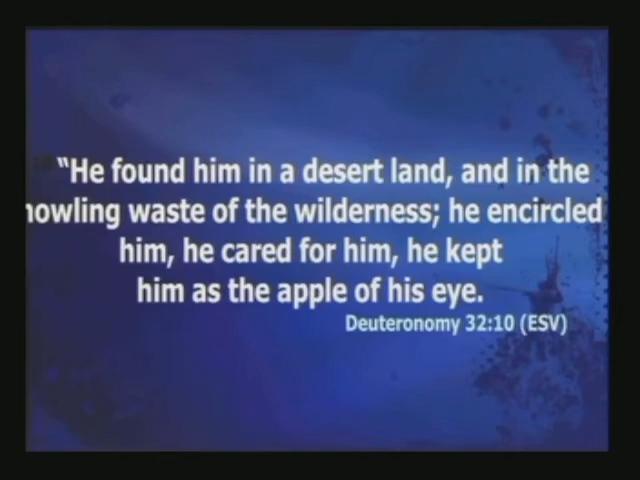 “He found him in a desert land, and in the
howling waste of the wilderness; he encircled
him, he cared for him, he kept
him as the apple of his eye.
Deuteronomy 32:10 (ESV)